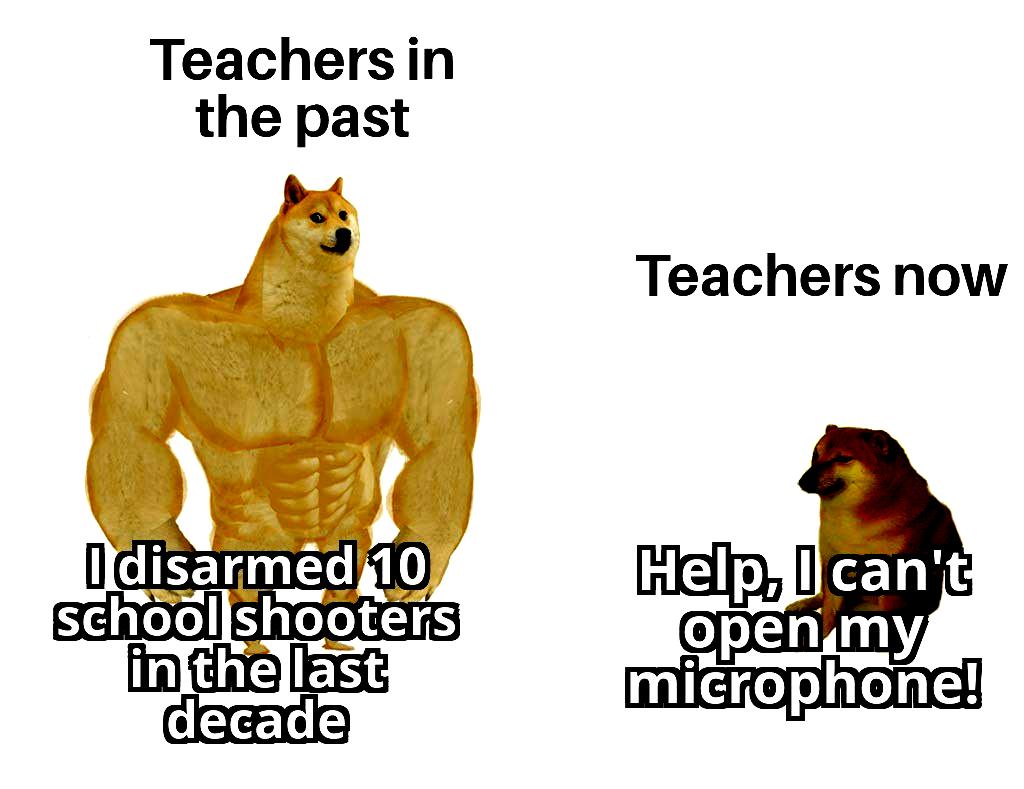 Teachers in
the past
Teachers now
I disarmed 10
school shooters
in the last
decade
Help, I can't
open my
microphone!